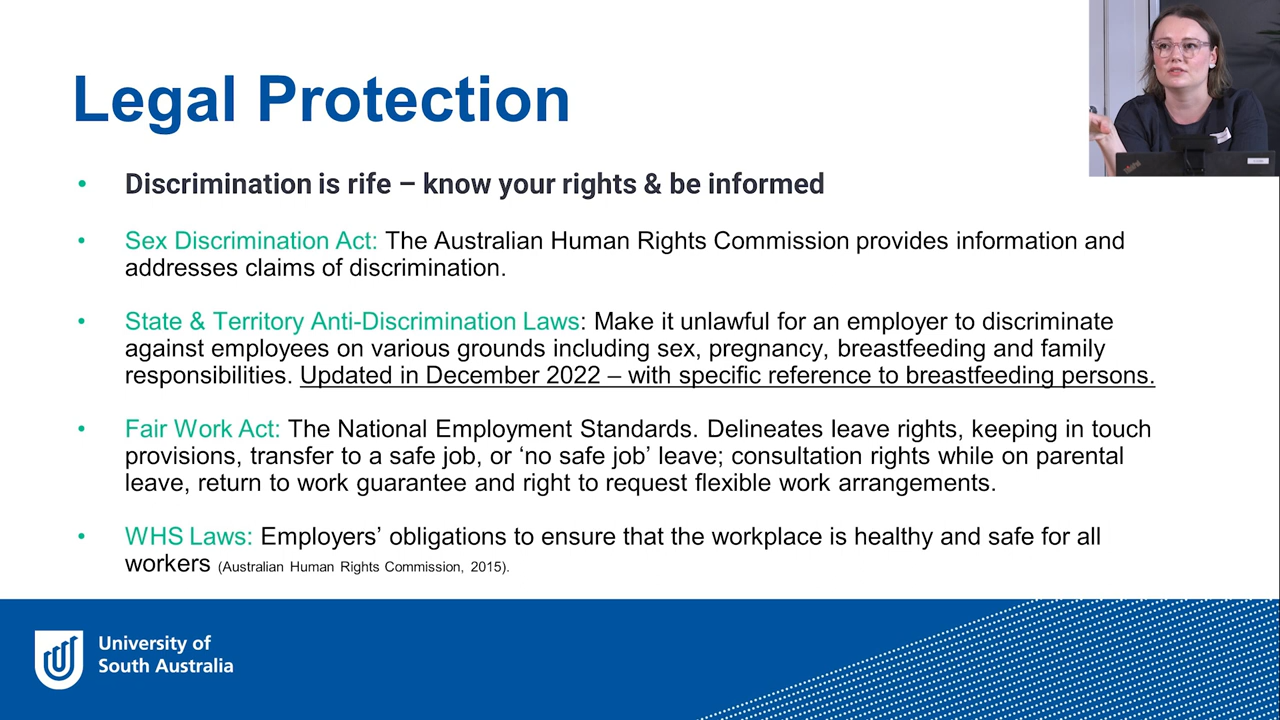 Legal Protection
• Discrimination is rife – know your rights & be informed
• Sex Discrimination Act: The Australian Human Rights Commission provides information and
addresses claims of discrimination.
• State & Territory Anti-Discrimination Laws: Make it unlawful for an employer to discriminate
against employees on various grounds including sex, pregnancy, breastfeeding and family
responsibilities. Updated in December 2022 – with specific reference to breastfeeding persons.
• Fair Work Act: The National Employment Standards. Delineates leave rights, keeping in touch
provisions, transfer to a safe job, or ‘no safe job’ leave; consultation rights while on parental
leave, return to work guarantee and right to request flexible work arrangements.
• WHS Laws: Employers’ obligations to ensure that the workplace is healthy and safe for all
workers (Australian Human Rights Commission, 2015).
University of
South Australia